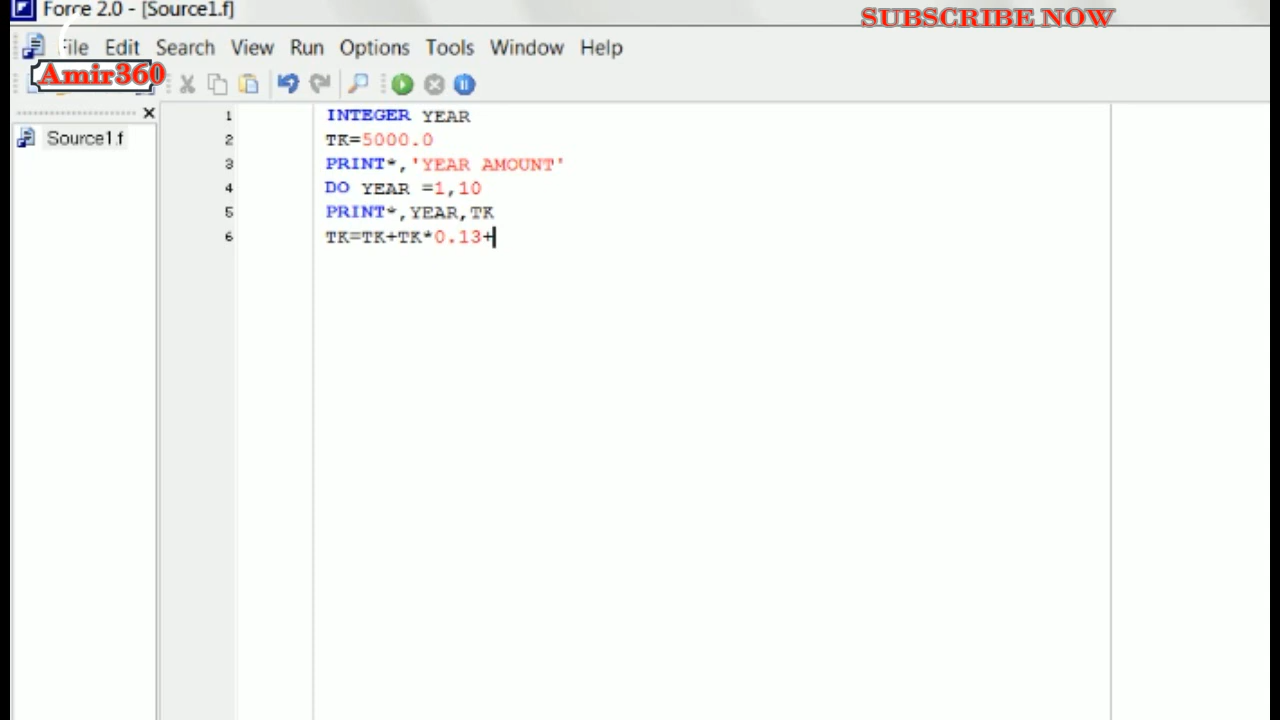 Force 2.0 - [Source1.f]
SUBSCRIBE NOW
File Edit Search View Run Options Tools Window Help
Amir360
Source1.f
1 INTEGER YEAR
2 TK=5000.0
3 PRINT*,'YEAR AMOUNT'
4 DO YEAR =1,10
5 PRINT*,YEAR,TK
6 TK=TK+TK*0.13+